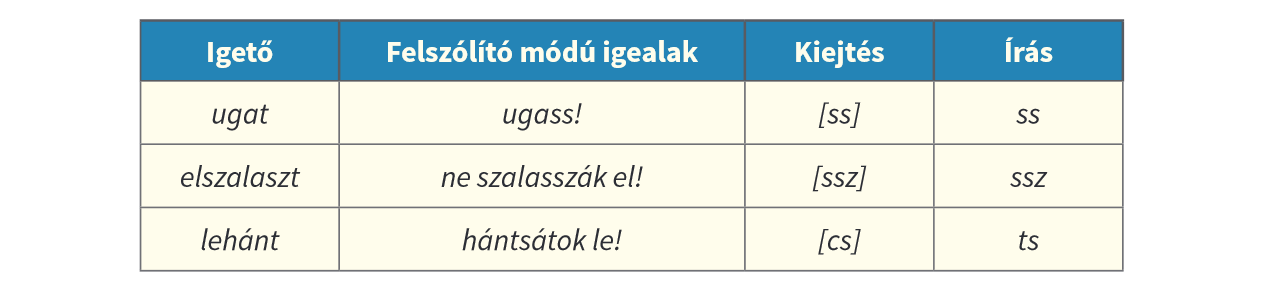 Igető Felszólító módú igealak Kiejtés Írás
ugat ugass! [ss] ss
elszalaszt ne szalasszák el! [ssz] ssz
lehánt hántsátok le! [cs] ts